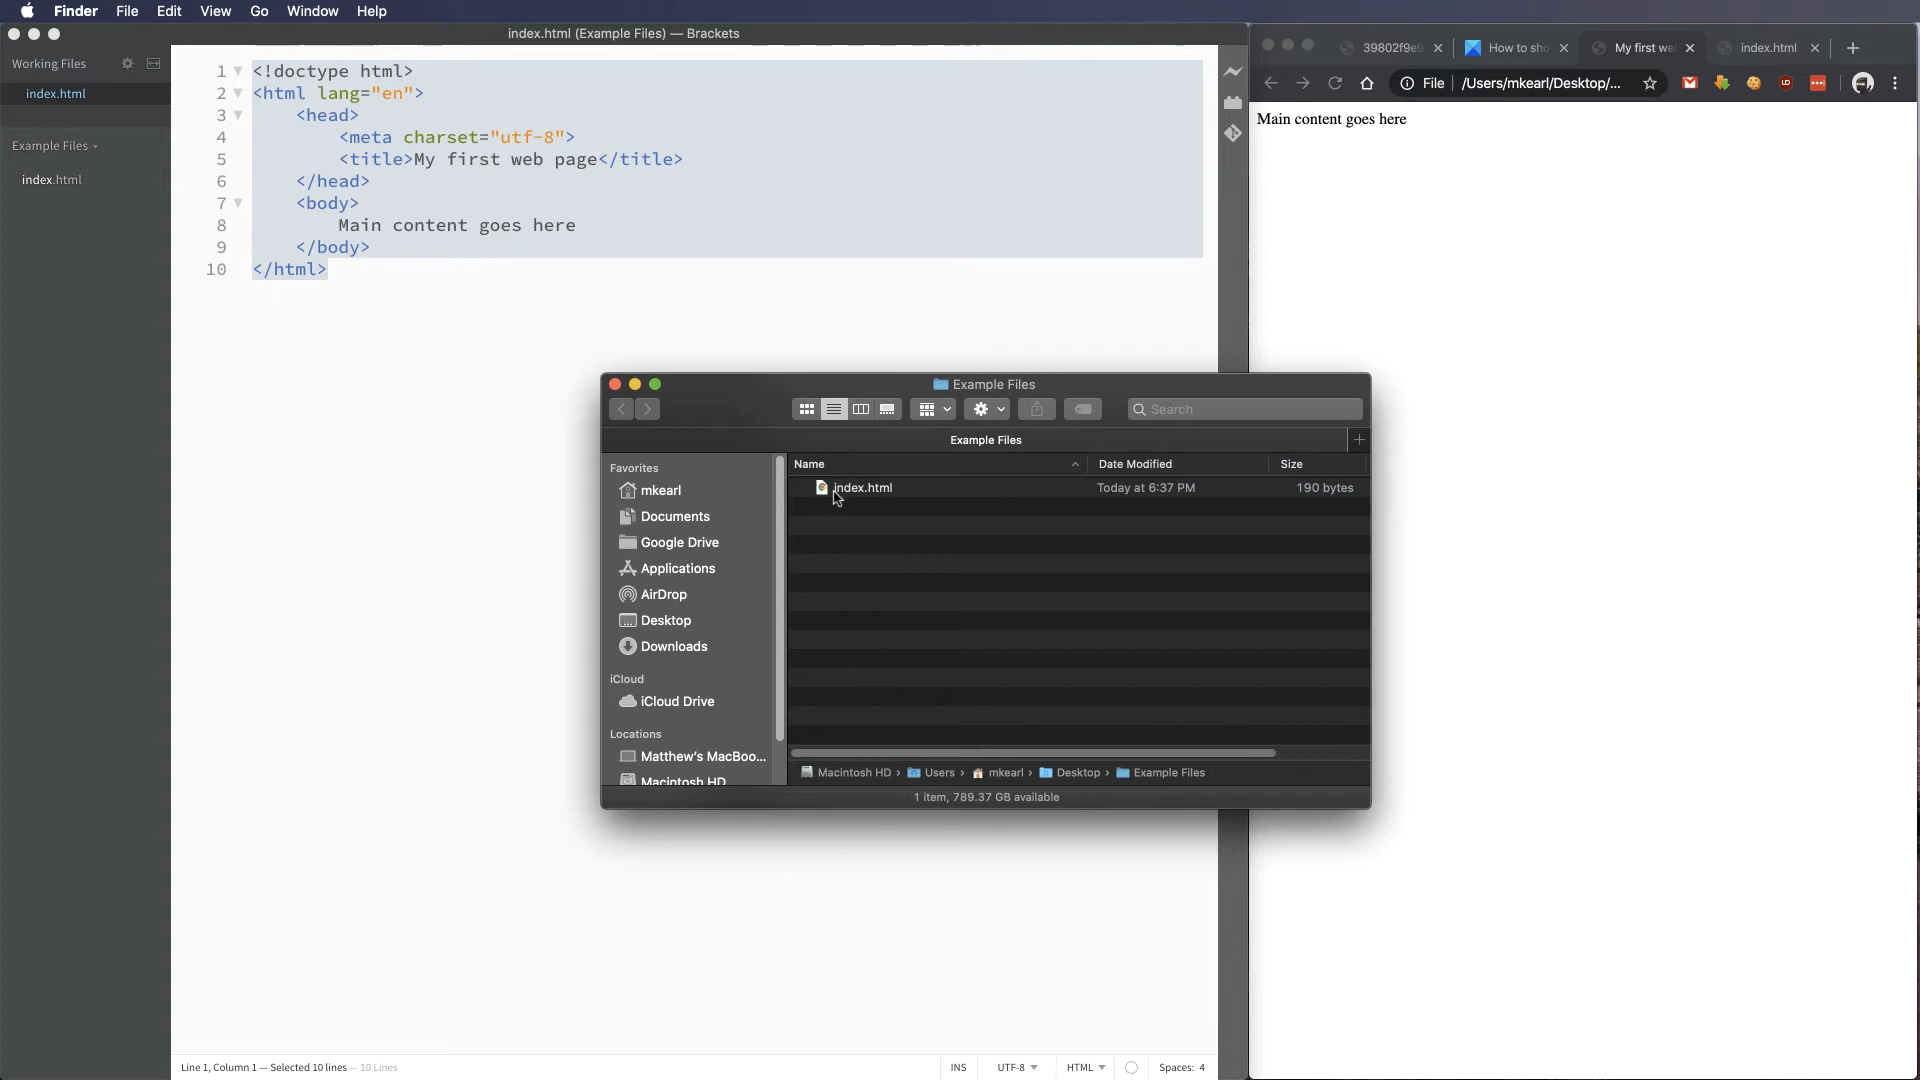 Finder File Edit View Go Window Help
index.html (Example Files) — Brackets
Working Files
index.html
Example Files
index.html
1 <!doctype html>
2 <html lang="en">
3 <head>
4 <meta charset="utf-8">
5 <title>My first web page</title>
6 </head>
7 <body>
8 Main content goes here
9 </body>
10 </html>
Line 1, Column 1 — Selected 10 lines — 10 Lines
INS UTF-8 HTML Spaces: 4
39802f9e How to sho My first we index.html
File /Users/mkearl/Desktop/...
Main content goes here
Example Files
Search
Example Files
Favorites
mkearl
Documents
Google Drive
Applications
AirDrop
Desktop
Downloads
iCloud
iCloud Drive
Locations
Matthew's MacBoo...
Macintosh HD
Name Date Modified Size
index.html Today at 6:37 PM 190 bytes
Macintosh HD › Users › mkearl › Desktop › Example Files
1 item, 789.37 GB available